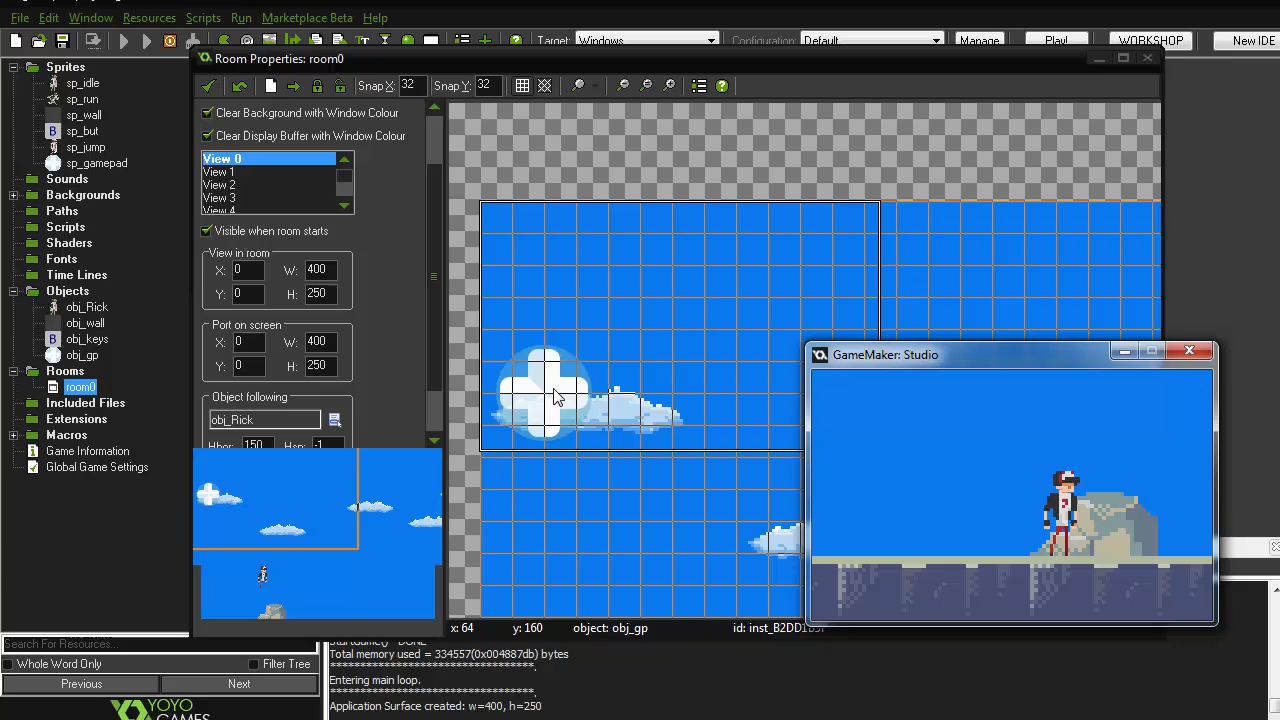 File Edit Window Resources Scripts Run Marketplace Beta Help
Target: Windows Configuration: Default Manage Play! WORKSHOP New IDE
Room Properties: room0
Snap X: 32 Snap Y: 32
Sprites
sp_idle
sp_run
sp_wall
sp_but
sp_jump
sp_gamepad
Sounds
Backgrounds
Paths
Scripts
Shaders
Fonts
Time Lines
Objects
obj_Rick
obj_wall
obj_keys
obj_gp
Rooms
room0
Included Files
Extensions
Macros
Game Information
Global Game Settings
Clear Background with Window Colour
Clear Display Buffer with Window Colour
View 0
View 1
View 2
View 3
View 4
Visible when room starts
View in room
X: 0 W: 400
Y: 0 H: 250
Port on screen
X: 0 W: 400
Y: 0 H: 250
Object following
obj_Rick
Hbor: 150 Hsp: -1
GameMaker: Studio
x: 64 y: 160 object: obj_gp
Search For Resources...
Whole Word Only Filter Tree
Previous Next
YOYO
GAMES
Total memory used = 334557(0x004887db) bytes
***********************************.
Entering main loop.
***********************************.
Application Surface created: w=400, h=250